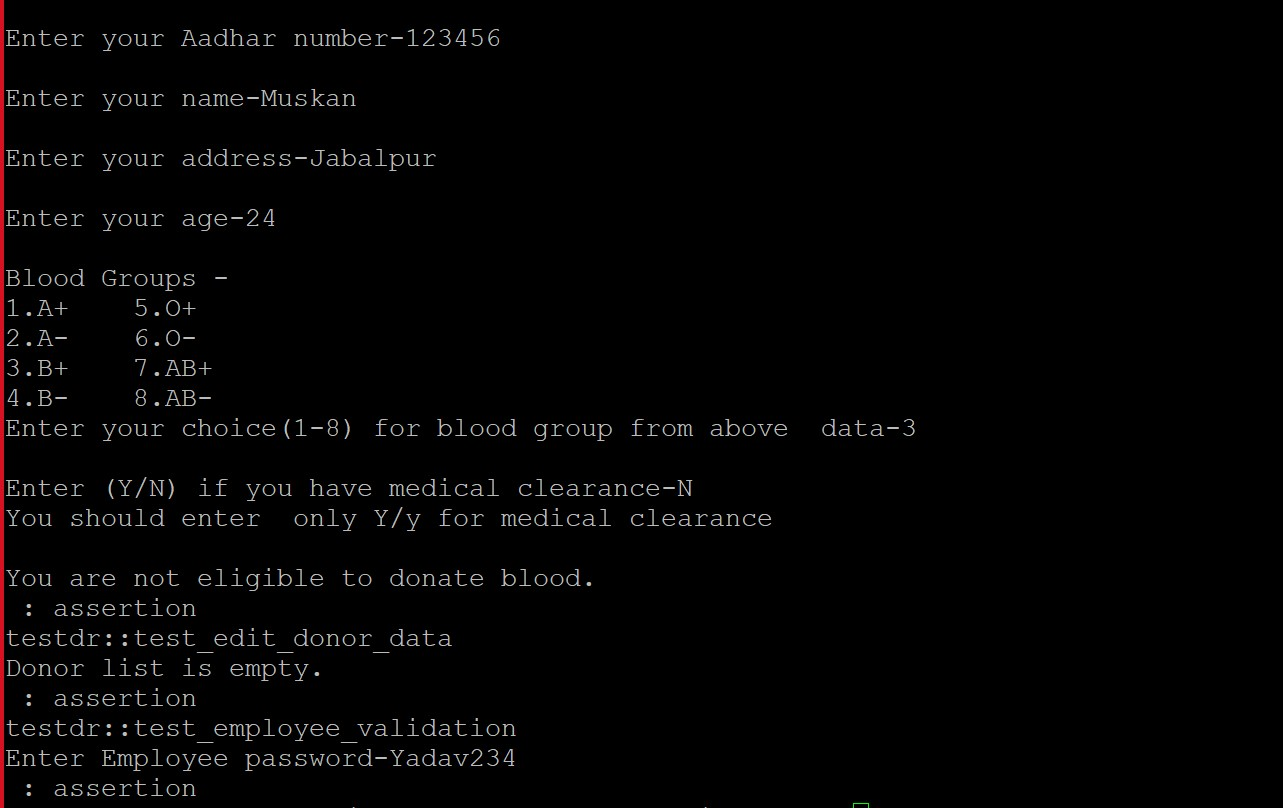 Enter your Aadhar number-123456
Enter your name-Muskan
Enter your address-Jabalpur
Enter your age-24
Blood Groups -
1.A+    5.O+
2.A-    6.O-
3.B+    7.AB+
4.B-    8.AB-
Enter your choice(1-8) for blood group from above  data-3
Enter (Y/N) if you have medical clearance-N
You should enter  only Y/y for medical clearance
You are not eligible to donate blood.
 : assertion
testdr::test_edit_donor_data
Donor list is empty.
 : assertion
testdr::test_employee_validation
Enter Employee password-Yadav234
 : assertion